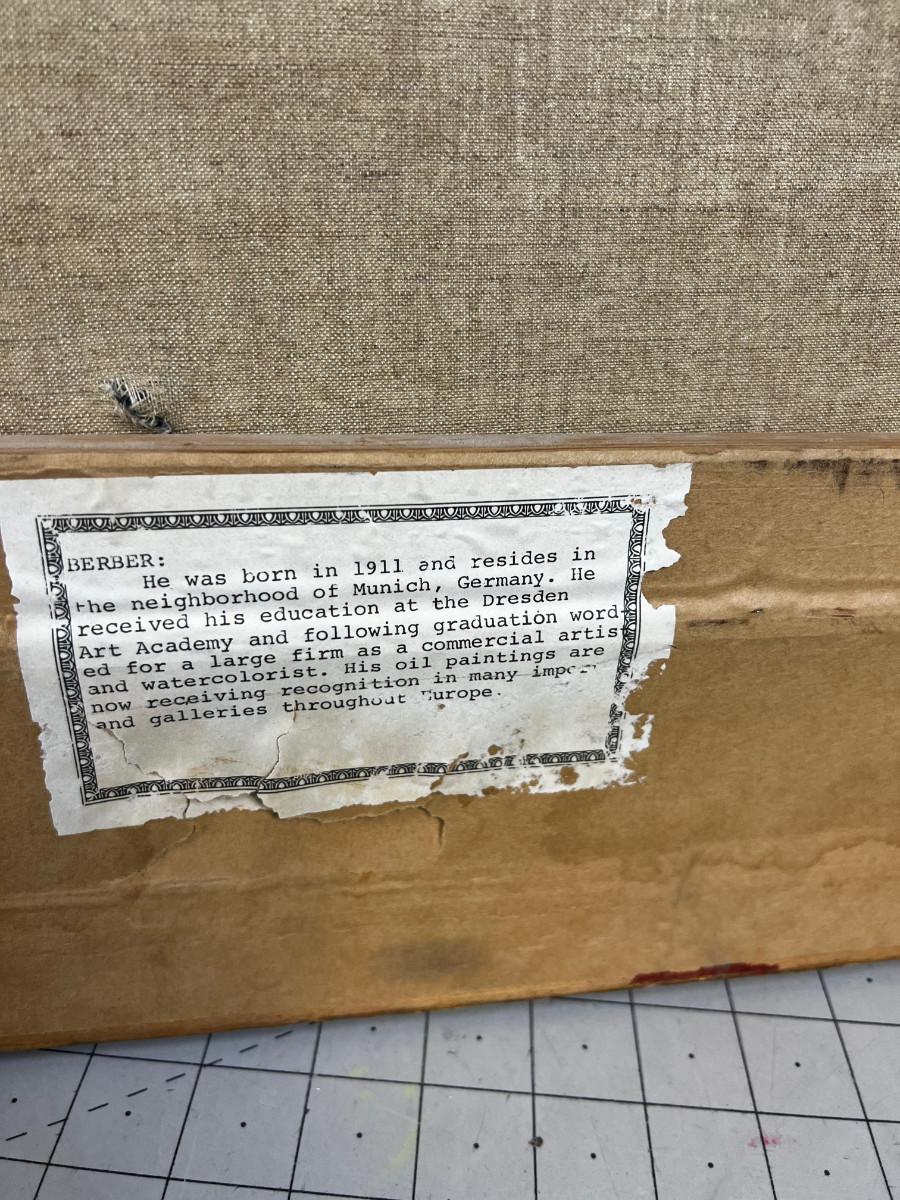 BERBER:
He was born in 1911 and resides in
the neighborhood of Munich, Germany. He
received his education at the Dresden
Art Academy and following graduation word-
ed for a large firm as a commercial artist
and watercolorist. His oil paintings are
now receiving recognition in many
and galleries throughout Europe.